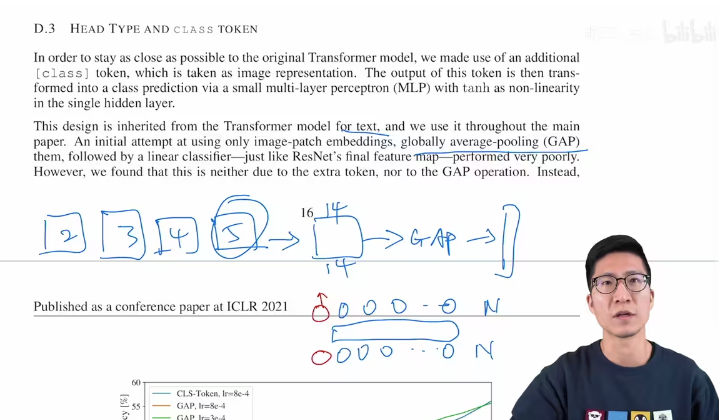 D.3 HEAD TYPE AND CLASS TOKEN
In order to stay as close as possible to the original Transformer model, we made use of an additional
[class] token, which is taken as image representation. The output of this token is then trans-
formed into a class prediction via a small multi-layer perceptron (MLP) with tanh as non-linearity
in the single hidden layer.
This design is inherited from the Transformer model for text, and we use it throughout the main
paper. An initial attempt at using only image-patch embeddings, globally average-pooling (GAP)
them, followed by a linear classifier—just like ResNet's final feature map—performed very poorly.
However, we found that this is neither due to the extra token, nor to the GAP operation. Instead,
16
14
2 3 4 5 → → GAP →
14
Published as a conference paper at ICLR 2021
0 0 0 0 ... 0 N
0 0 0 0 ... 0 N
60
CLS-Token, lr=8e-4
GAP, lr=8e-4
55
GAP, lr=3e-4
bilibili